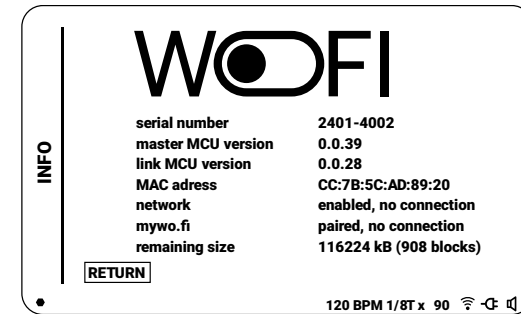 WOFI
INFO
serial number 2401-4002
master MCU version 0.0.39
link MCU version 0.0.28
MAC adress CC:7B:5C:AD:89:20
network enabled, no connection
mywo.fi paired, no connection
remaining size 116224 kB (908 blocks)
RETURN
120 BPM 1/8T x 90